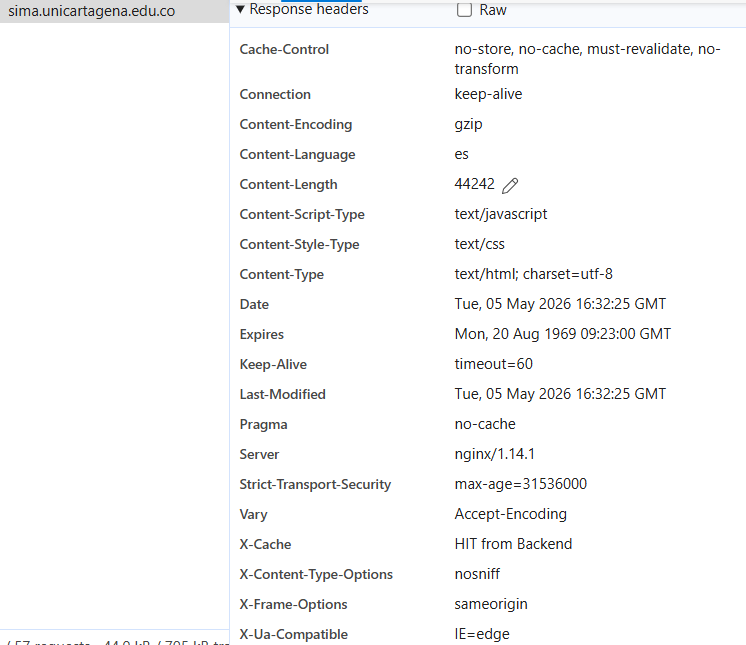 sima.unicartagena.edu.co
▼ Response headers
Raw
Cache-Control no-store, no-cache, must-revalidate, no-
transform
Connection keep-alive
Content-Encoding gzip
Content-Language es
Content-Length 44242
Content-Script-Type text/javascript
Content-Style-Type text/css
Content-Type text/html; charset=utf-8
Date Tue, 05 May 2026 16:32:25 GMT
Expires Mon, 20 Aug 1969 09:23:00 GMT
Keep-Alive timeout=60
Last-Modified Tue, 05 May 2026 16:32:25 GMT
Pragma no-cache
Server nginx/1.14.1
Strict-Transport-Security max-age=31536000
Vary Accept-Encoding
X-Cache HIT from Backend
X-Content-Type-Options nosniff
X-Frame-Options sameorigin
X-Ua-Compatible IE=edge